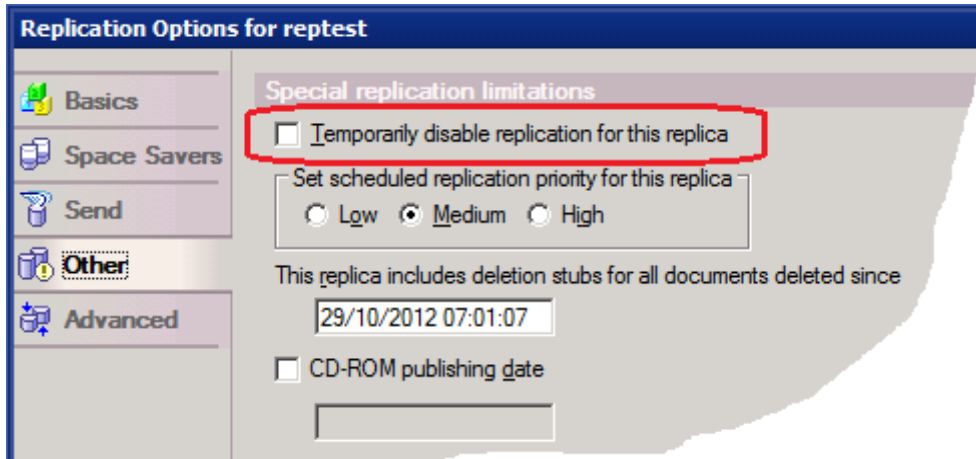 Replication Options for reptest
Basics
Space Savers
Send
Other
Advanced
Special replication limitations
Temporarily disable replication for this replica
Set scheduled replication priority for this replica
Low Medium High
This replica includes deletion stubs for all documents deleted since
29/10/2012 07:01:07
CD-ROM publishing date